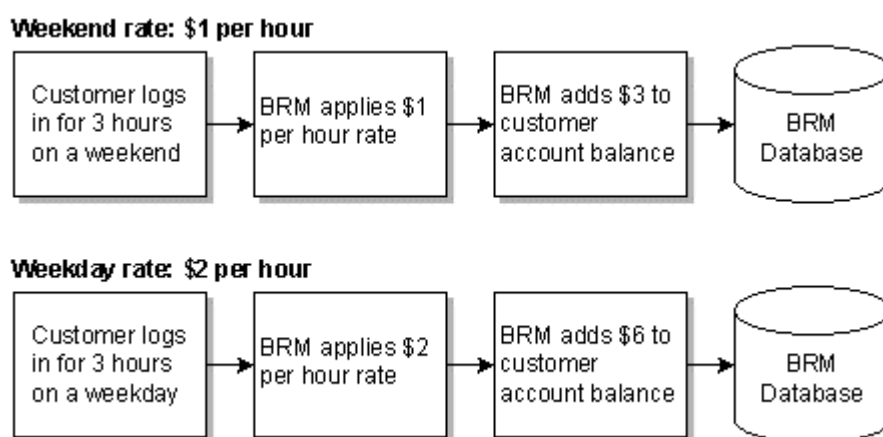 Weekend rate: $1 per hour
Customer logs
in for 3 hours
on a weekend
BRM applies $1
per hour rate
BRM adds $3 to
customer
account balance
BRM
Database
Weekday rate: $2 per hour
Customer logs
in for 3 hours
on a weekday
BRM applies $2
per hour rate
BRM adds $6 to
customer
account balance
BRM
Database